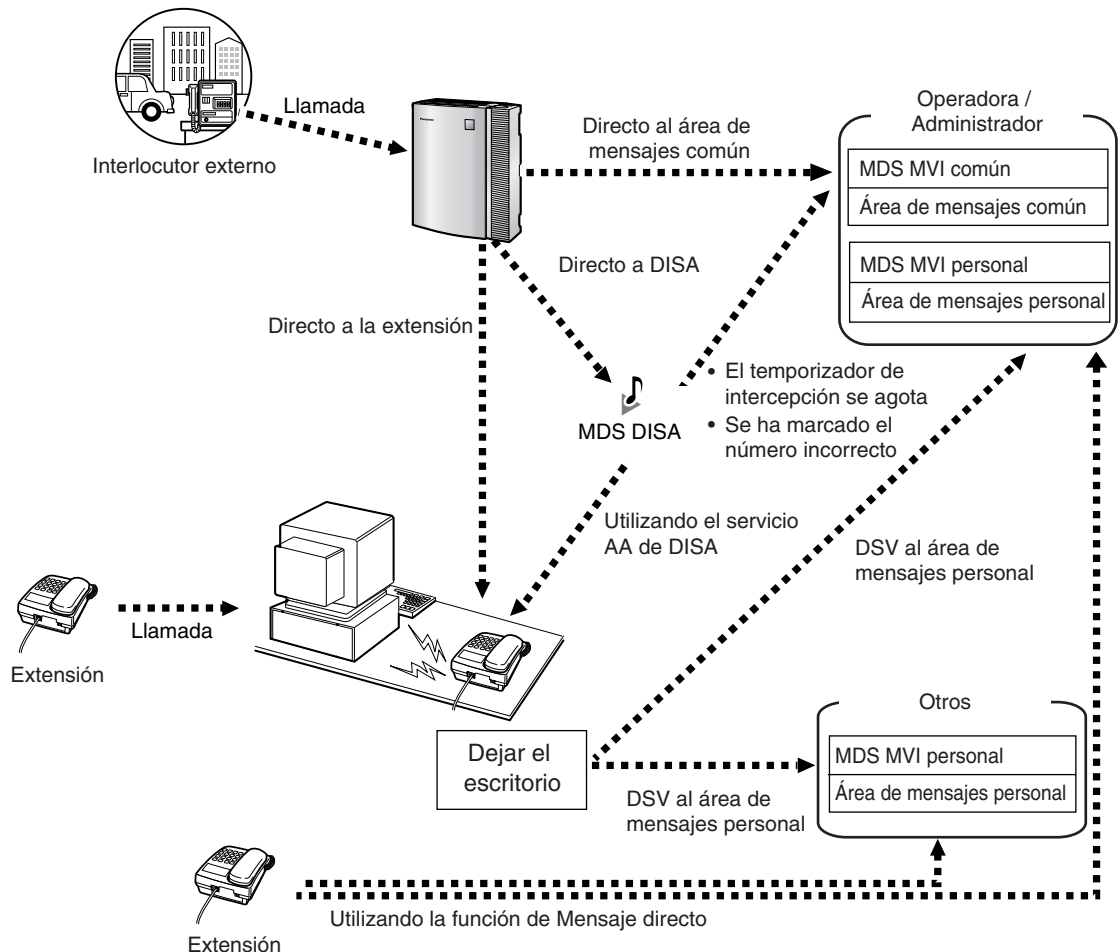 Llamada
Interlocutor externo
Panasonic
Directo al área de
mensajes común
Operadora /
Administrador
MDS MVI común
Área de mensajes común
MDS MVI personal
Área de mensajes personal
Directo a DISA
Directo a la extensión
MDS DISA
• El temporizador de
intercepción se agota
• Se ha marcado el
número incorrecto
Utilizando el servicio
AA de DISA
DSV al área de
mensajes personal
Llamada
Extensión
Dejar el
escritorio
DSV al área de
mensajes personal
Otros
MDS MVI personal
Área de mensajes personal
Utilizando la función de Mensaje directo
Extensión